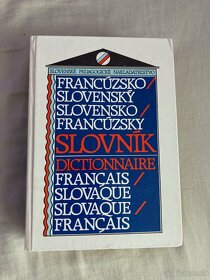 SLOVENSKÉ PEDAGOGICKÉ NAKLADATEĽSTVO
FRANCÚZSKO/
SLOVENSKÝ
SLOVENSKO/
FRANCÚZSKY
SLOVNÍK
DICTIONNAIRE
FRANÇAIS/
SLOVAQUE
SLOVAQUE/
FRANÇAIS